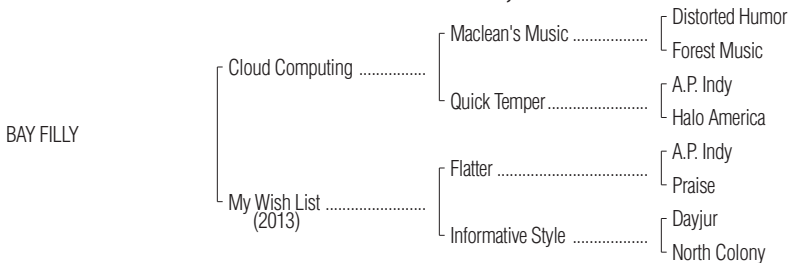 Distorted Humor
Maclean's Music .................
Forest Music
Cloud Computing ...............
A.P. Indy
Quick Temper .......................
Halo America
BAY FILLY
A.P. Indy
Flatter ..................................
Praise
My Wish List ......................
(2013)
Dayjur
Informative Style .................
North Colony